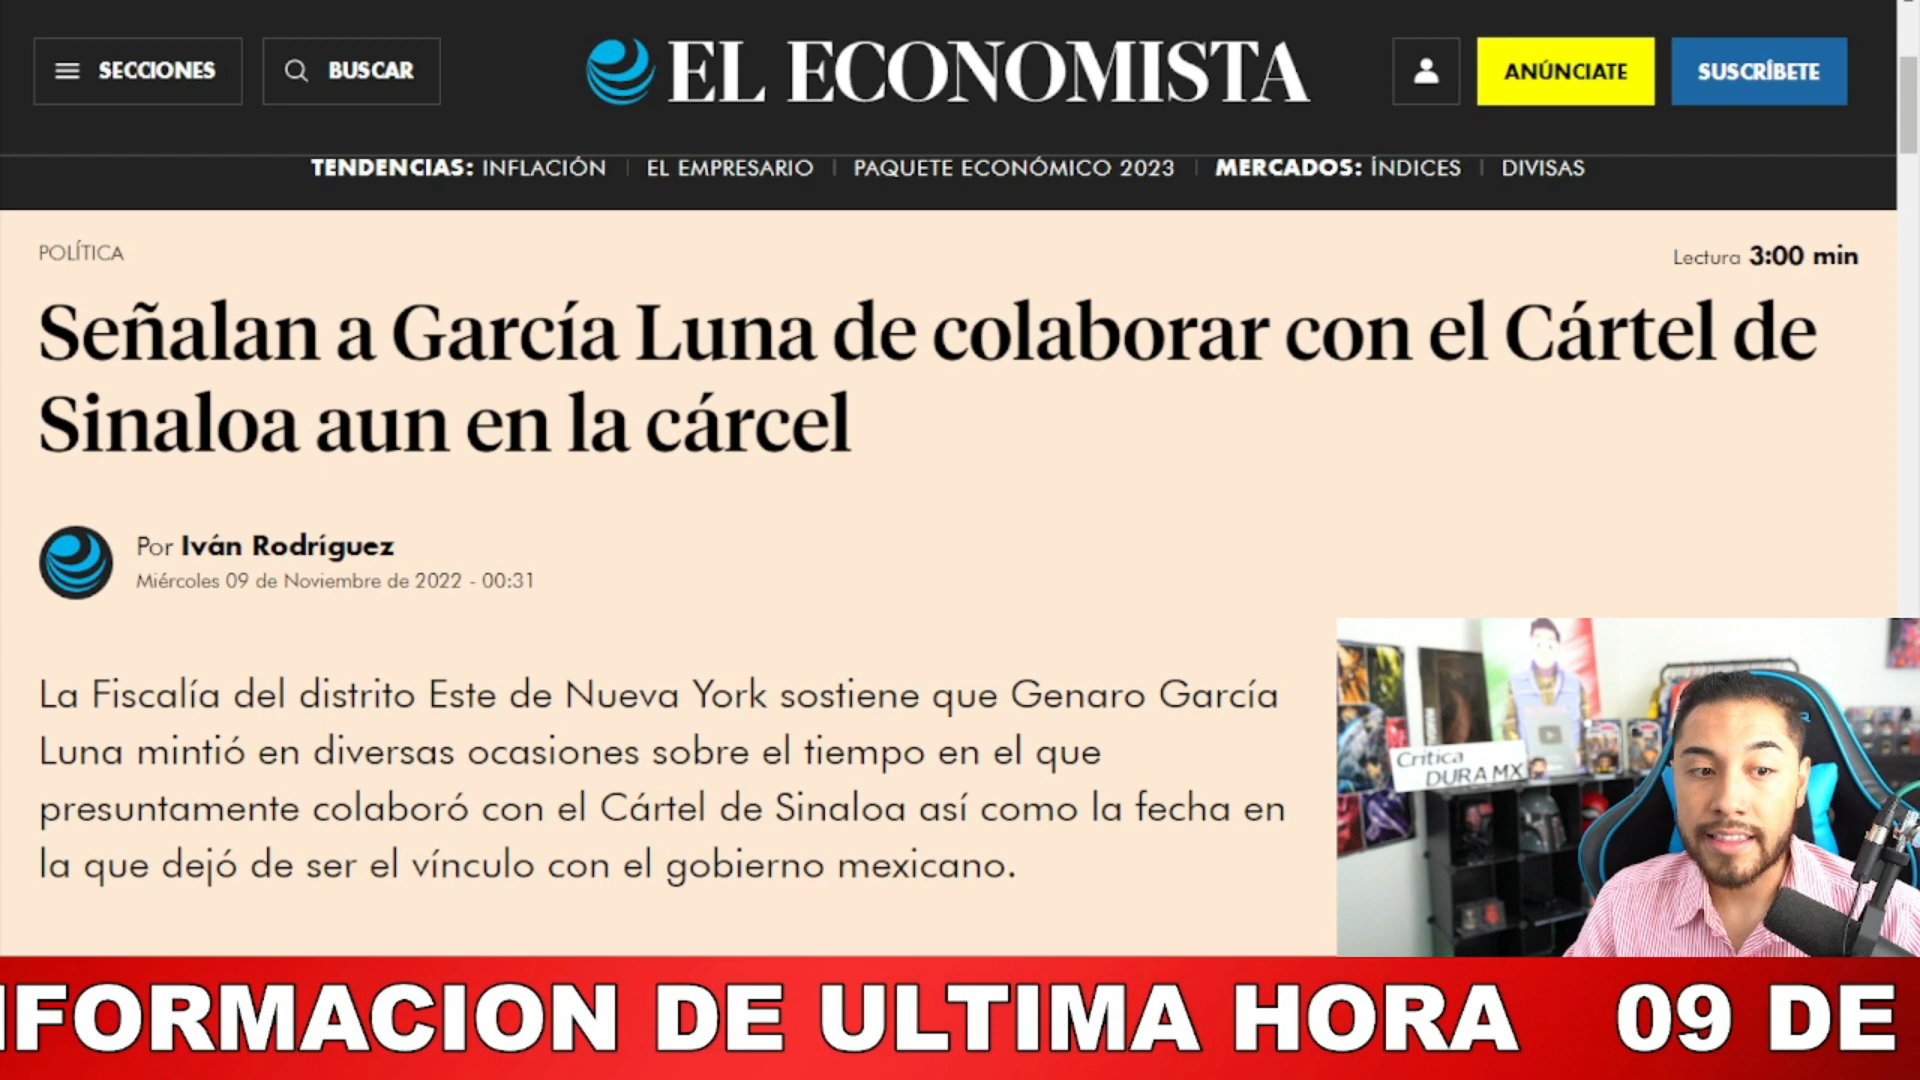 SECCIONES
BUSCAR
EL ECONOMISTA
ANÚNCIATE
SUSCRÍBETE
TENDENCIAS: INFLACIÓN | EL EMPRESARIO | PAQUETE ECONÓMICO 2023 | MERCADOS: ÍNDICES | DIVISAS
POLÍTICA
Lectura 3:00 min
Señalan a García Luna de colaborar con el Cártel de
Sinaloa aun en la cárcel
Por Iván Rodríguez
Miércoles 09 de Noviembre de 2022 - 00:31
La Fiscalía del distrito Este de Nueva York sostiene que Genaro García
Luna mintió en diversas ocasiones sobre el tiempo en el que
presuntamente colaboró con el Cártel de Sinaloa así como la fecha en
la que dejó de ser el vínculo con el gobierno mexicano.
Critica
DURA MX
NFORMACION DE ULTIMA HORA 09 DE